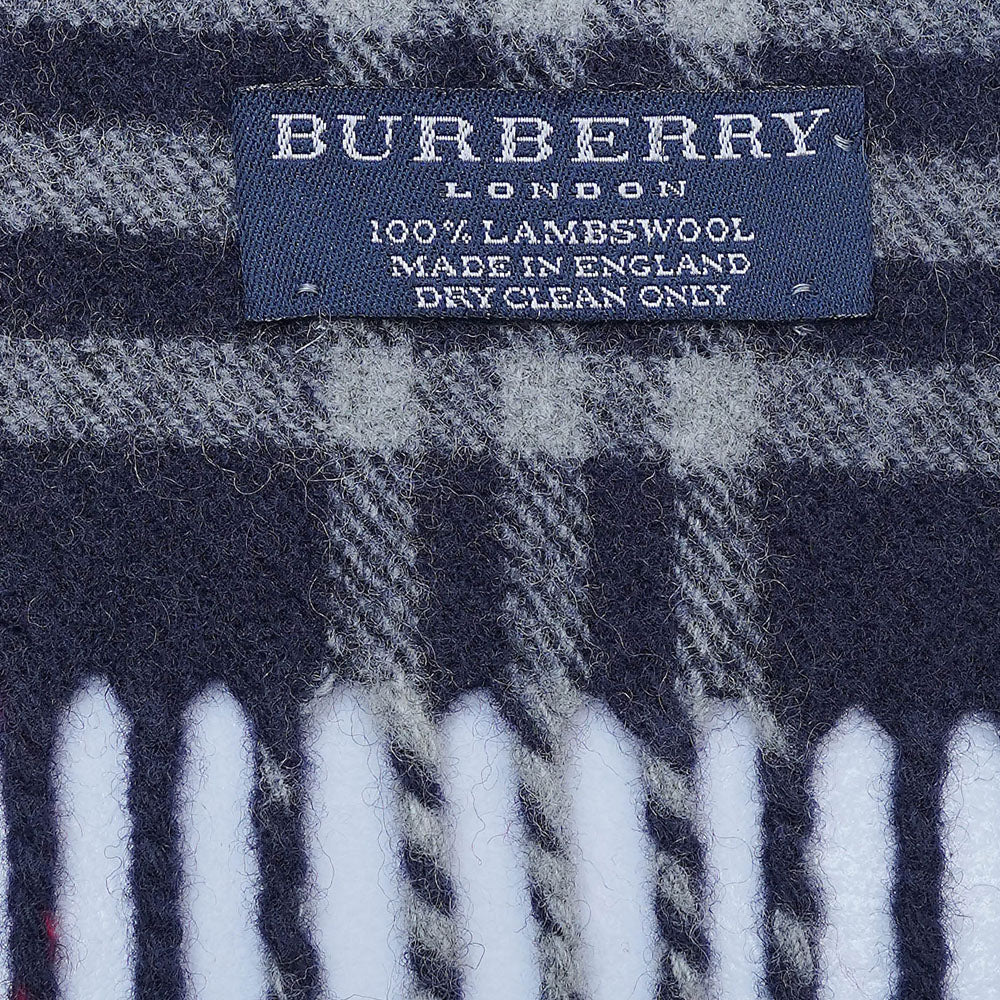 BURBERRY
LONDON
100% LAMBSWOOL
MADE IN ENGLAND
DRY CLEAN ONLY